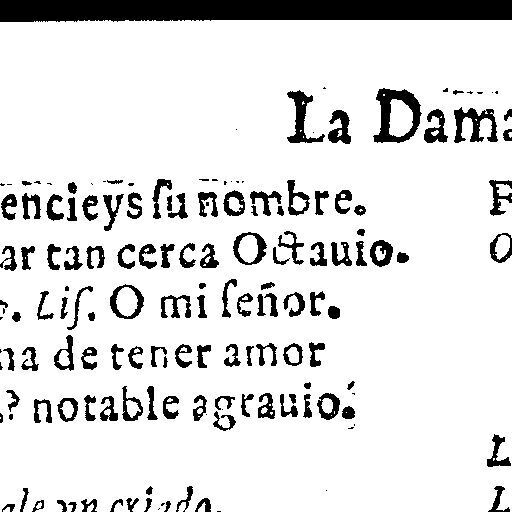 La Dama
encieys ſu nombre.
ar tan cerca Octauio.
o. Liſ. O mi ſeñor.
na de tener amor
.? notable agrauio.
ale vn criado.
F
O
L
L